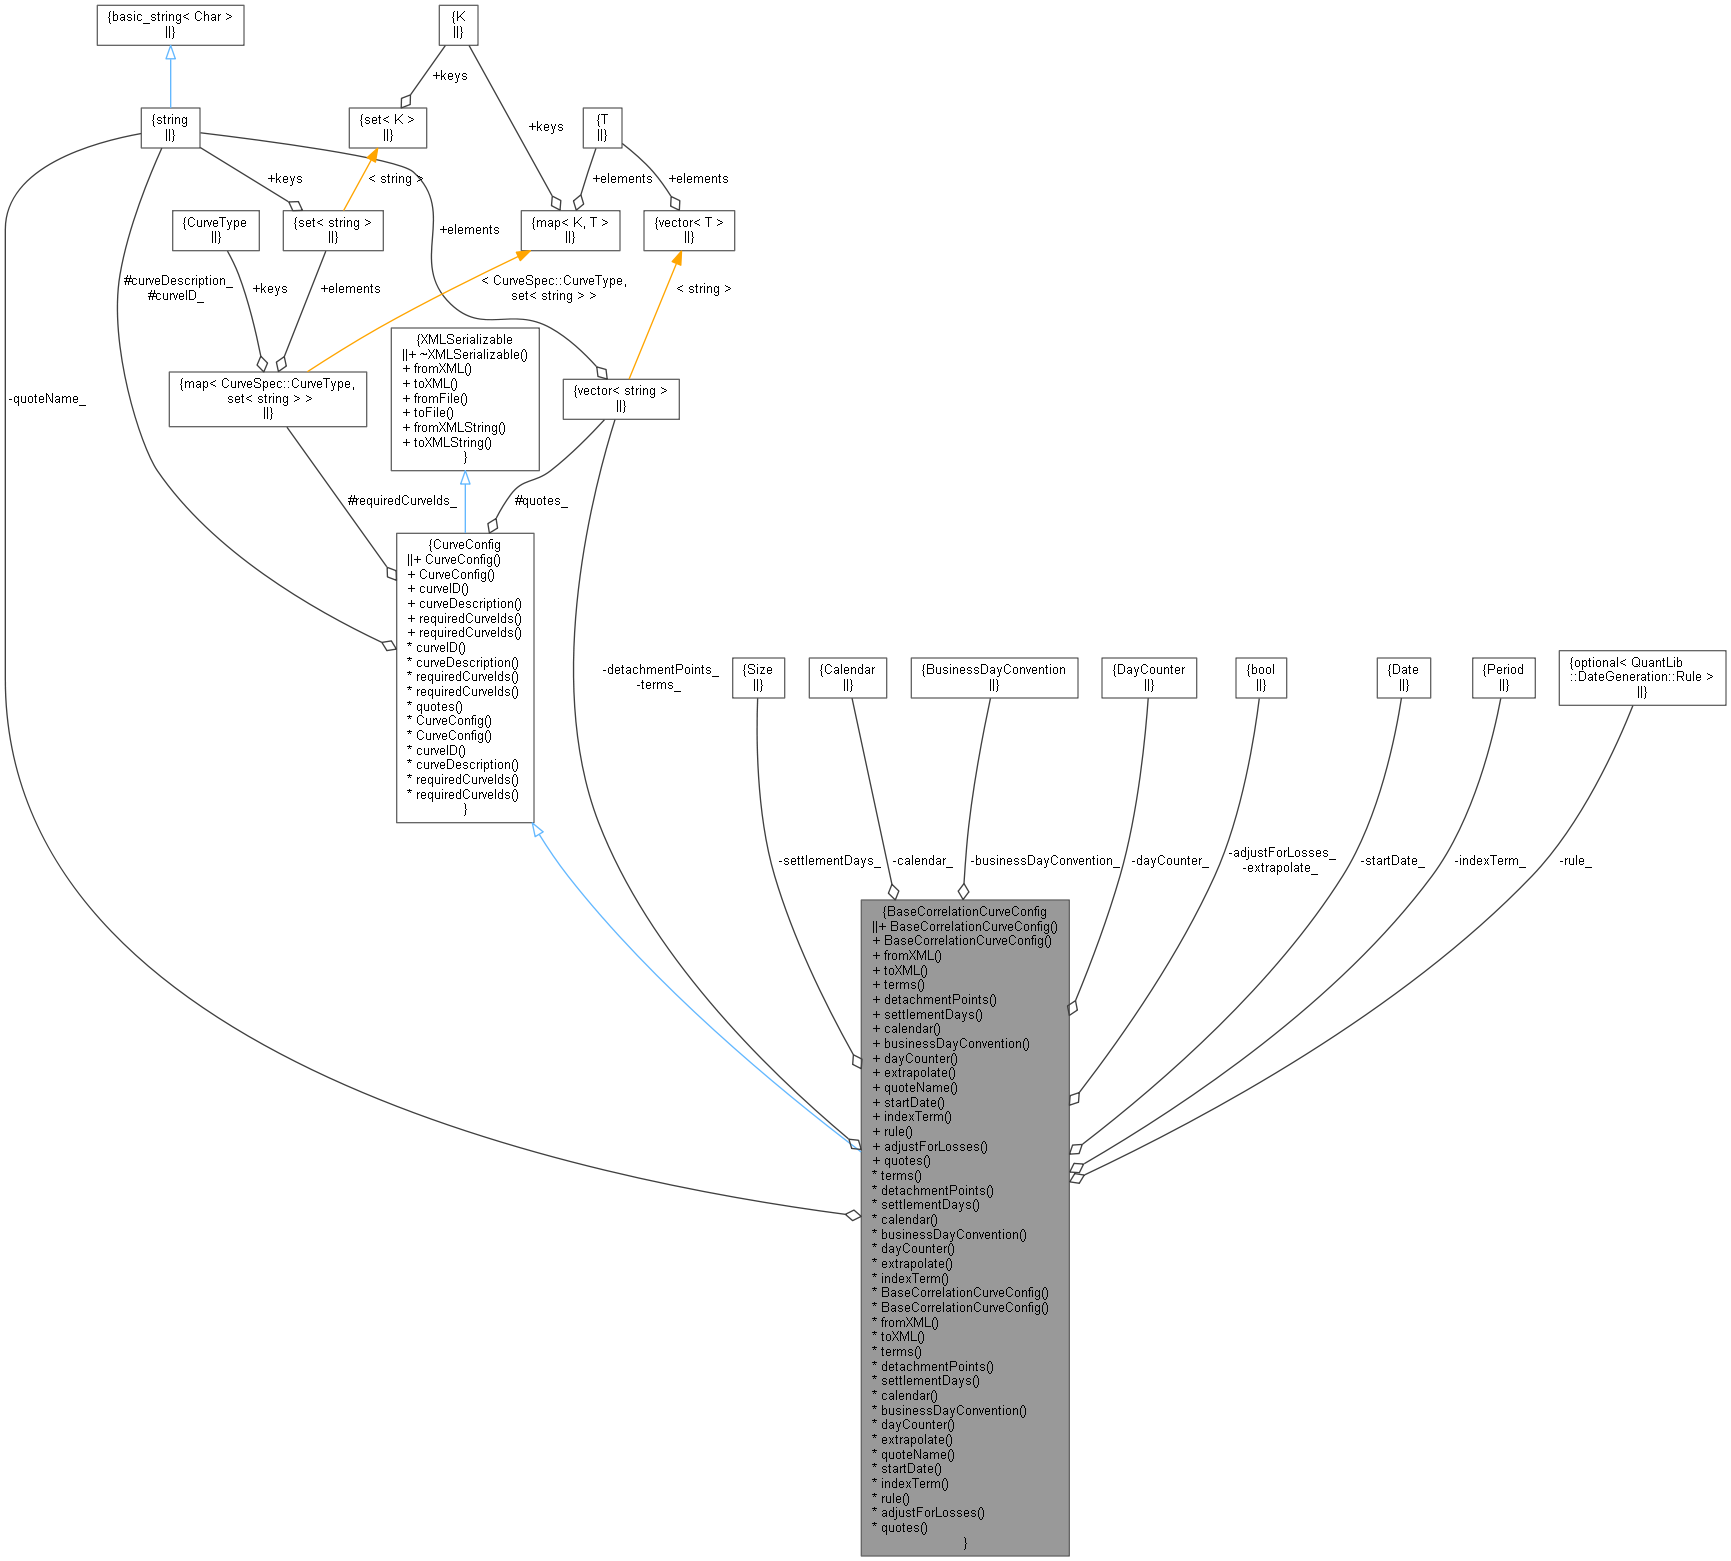 {basic_string< Char >
||}
{K
||}
+keys
{string
||}
{set< K >
||}
+keys
{T
||}
+keys
< string >
+elements
+elements
{CurveType
||}
{set< string >
||}
+elements
{map< K, T >
||}
{vector< T >
||}
#curveDescription_
#curveID_
+keys
+elements
< CurveSpec::CurveType,
set< string > >
< string >
{XMLSerializable
||+ ~XMLSerializable()
+ fromXML()
+ toXML()
+ fromFile()
+ toFile()
+ fromXMLString()
+ toXMLString()
}
{map< CurveSpec::CurveType,
set< string > >
||}
{vector< string >
||}
-quoteName_
#requiredCurveIds_
#quotes_
{CurveConfig
||+ CurveConfig()
+ CurveConfig()
+ curveID()
+ curveDescription()
+ requiredCurveIds()
+ requiredCurveIds()
* curveID()
* curveDescription()
* requiredCurveIds()
* requiredCurveIds()
* quotes()
* CurveConfig()
* CurveConfig()
* curveID()
* curveDescription()
* requiredCurveIds()
* requiredCurveIds()
}
-detachmentPoints_
-terms_
{Size
||}
{Calendar
||}
{BusinessDayConvention
||}
{DayCounter
||}
{bool
||}
{Date
||}
{Period
||}
{optional< QuantLib
::DateGeneration::Rule >
||}
-settlementDays_
-calendar_
-businessDayConvention_
-dayCounter_
-adjustForLosses_
-extrapolate_
-startDate_
-indexTerm_
-rule_
{BaseCorrelationCurveConfig
||+ BaseCorrelationCurveConfig()
+ BaseCorrelationCurveConfig()
+ fromXML()
+ toXML()
+ terms()
+ detachmentPoints()
+ settlementDays()
+ calendar()
+ businessDayConvention()
+ dayCounter()
+ extrapolate()
+ quoteName()
+ startDate()
+ indexTerm()
+ rule()
+ adjustForLosses()
+ quotes()
* terms()
* detachmentPoints()
* settlementDays()
* calendar()
* businessDayConvention()
* dayCounter()
* extrapolate()
* indexTerm()
* BaseCorrelationCurveConfig()
* BaseCorrelationCurveConfig()
* fromXML()
* toXML()
* terms()
* detachmentPoints()
* settlementDays()
* calendar()
* businessDayConvention()
* dayCounter()
* extrapolate()
* quoteName()
* startDate()
* indexTerm()
* rule()
* adjustForLosses()
* quotes()
}